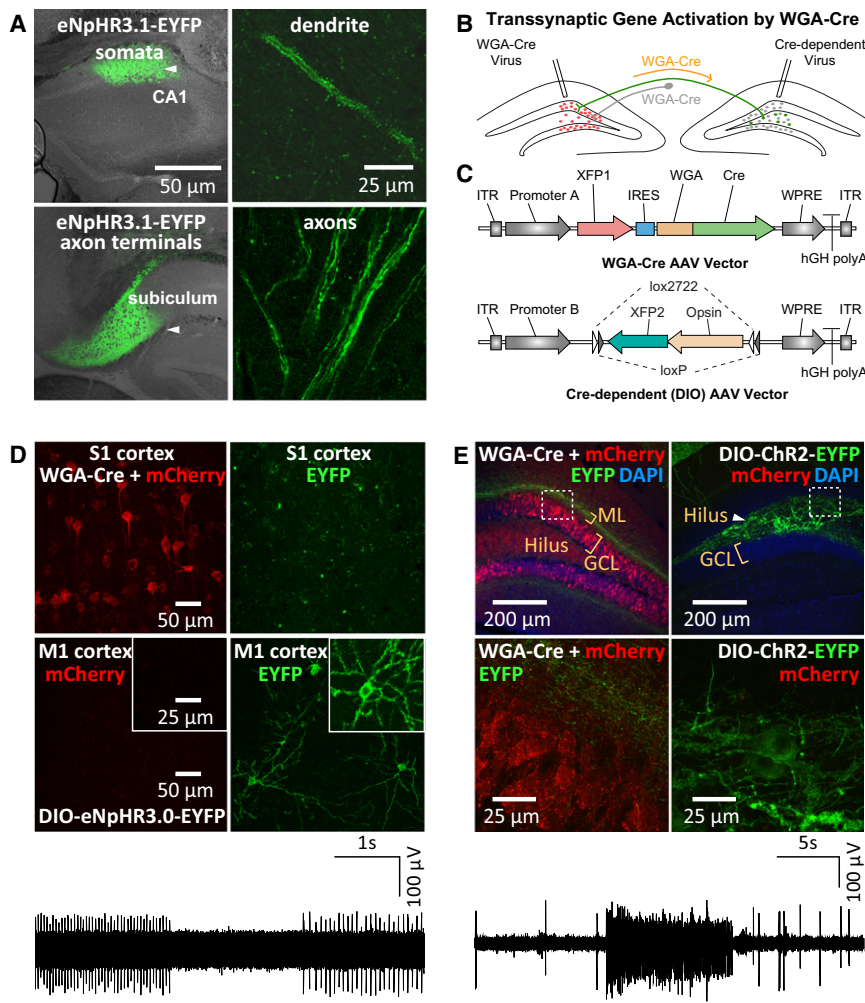 A
eNpHR3.1-EYFP
somata
CA1
50 µm
dendrite
25 µm
eNpHR3.1-EYFP
axon terminals
subiculum
axons
B
Transsynaptic Gene Activation by WGA-Cre
WGA-Cre
Virus
WGA-Cre
WGA-Cre
Cre-dependent
Virus
C
ITR
Promoter A
XFP1
IRES
WGA
Cre
WPRE
ITR
hGH polyA
WGA-Cre AAV Vector
lox2722
ITR
Promoter B
XFP2
Opsin
WPRE
ITR
loxP
hGH polyA
Cre-dependent (DIO) AAV Vector
D
S1 cortex
WGA-Cre + mCherry
50 µm
S1 cortex
EYFP
M1 cortex
mCherry
25 µm
50 µm
DIO-eNpHR3.0-EYFP
M1 cortex
EYFP
1s
100 µV
E
WGA-Cre + mCherry
EYFP DAPI
ML
Hilus
GCL
200 µm
DIO-ChR2-EYFP
mCherry DAPI
Hilus
GCL
200 µm
WGA-Cre + mCherry
EYFP
25 µm
DIO-ChR2-EYFP
mCherry
25 µm
5s
100 µV